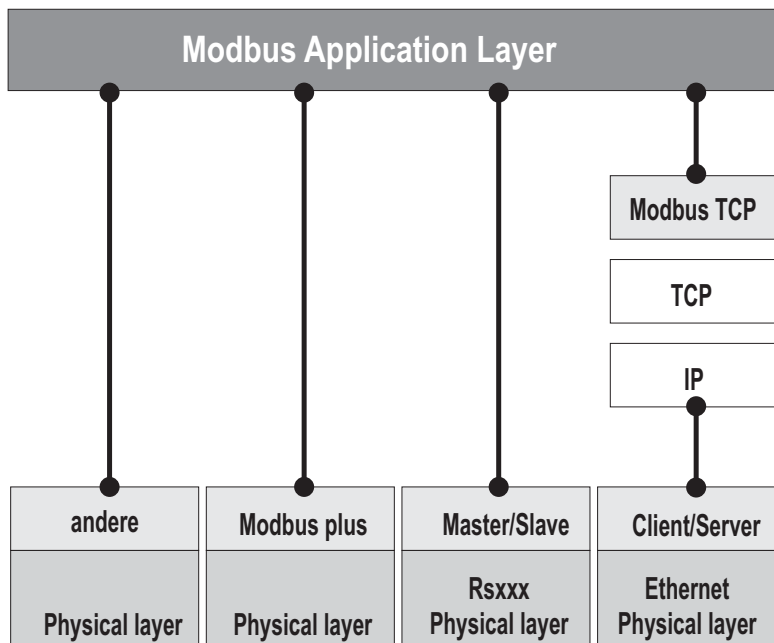 Modbus Application Layer
Modbus TCP
TCP
IP
andere
Modbus plus
Master/Slave
Client/Server
Physical layer
Physical layer
Rsxxx
Physical layer
Ethernet
Physical layer